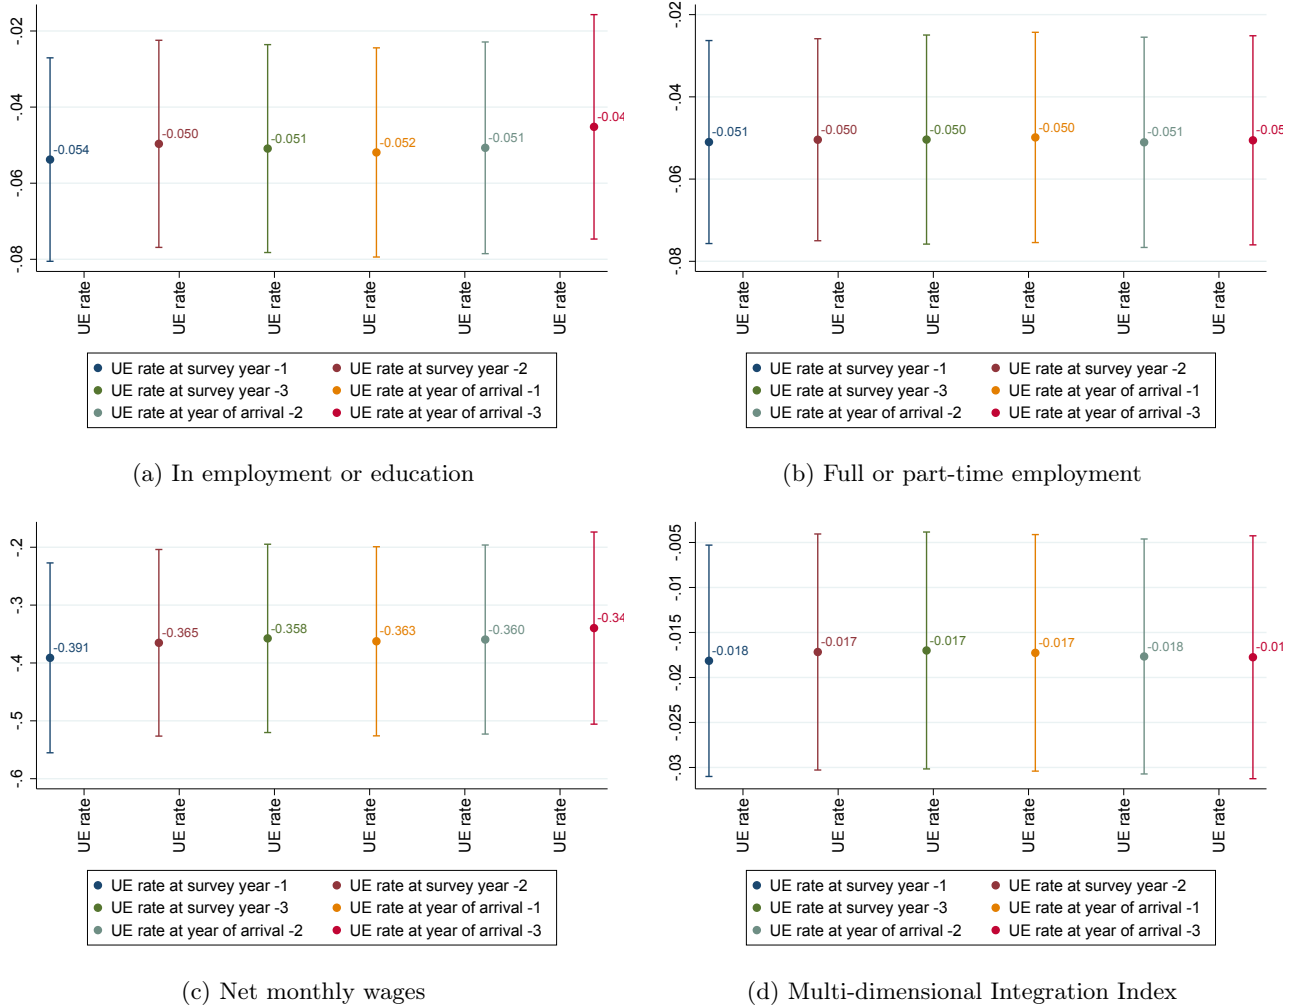 -.02
-.04
-.06
-.08
-0.054
-0.050
-0.051
-0.052
-0.051
-0.04
UE rate
UE rate
UE rate
UE rate
UE rate
UE rate
UE rate at survey year -1
UE rate at survey year -2
UE rate at survey year -3
UE rate at year of arrival -1
UE rate at year of arrival -2
UE rate at year of arrival -3
(a) In employment or education
-.02
-.04
-.06
-.08
-0.051
-0.050
-0.050
-0.050
-0.051
-0.05
UE rate
UE rate
UE rate
UE rate
UE rate
UE rate
UE rate at survey year -1
UE rate at survey year -2
UE rate at survey year -3
UE rate at year of arrival -1
UE rate at year of arrival -2
UE rate at year of arrival -3
(b) Full or part-time employment
-.2
-.3
-.4
-.5
-.6
-0.391
-0.365
-0.358
-0.363
-0.360
-0.34
UE rate
UE rate
UE rate
UE rate
UE rate
UE rate
UE rate at survey year -1
UE rate at survey year -2
UE rate at survey year -3
UE rate at year of arrival -1
UE rate at year of arrival -2
UE rate at year of arrival -3
(c) Net monthly wages
-.005
-.01
-.015
-.02
-.025
-.03
-0.018
-0.017
-0.017
-0.017
-0.018
-0.01
UE rate
UE rate
UE rate
UE rate
UE rate
UE rate
UE rate at survey year -1
UE rate at survey year -2
UE rate at survey year -3
UE rate at year of arrival -1
UE rate at year of arrival -2
UE rate at year of arrival -3
(d) Multi-dimensional Integration Index